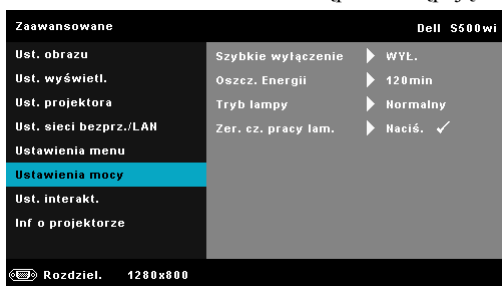 Zaawansowane Dell S500wi
Ust. obrazu
Ust. wyświetl.
Ust. projektora
Ust. sieci bezprz./LAN
Ustawienia menu
Ustawienia mocy
Ust. interakt.
Inf o projektorze
Szybkie wyłączenie WYŁ.
Oszcz. Energii 120min
Tryb lampy Normalny
Zer. cz. pracy lam. Naciś. ✓
Rozdziel. 1280x800